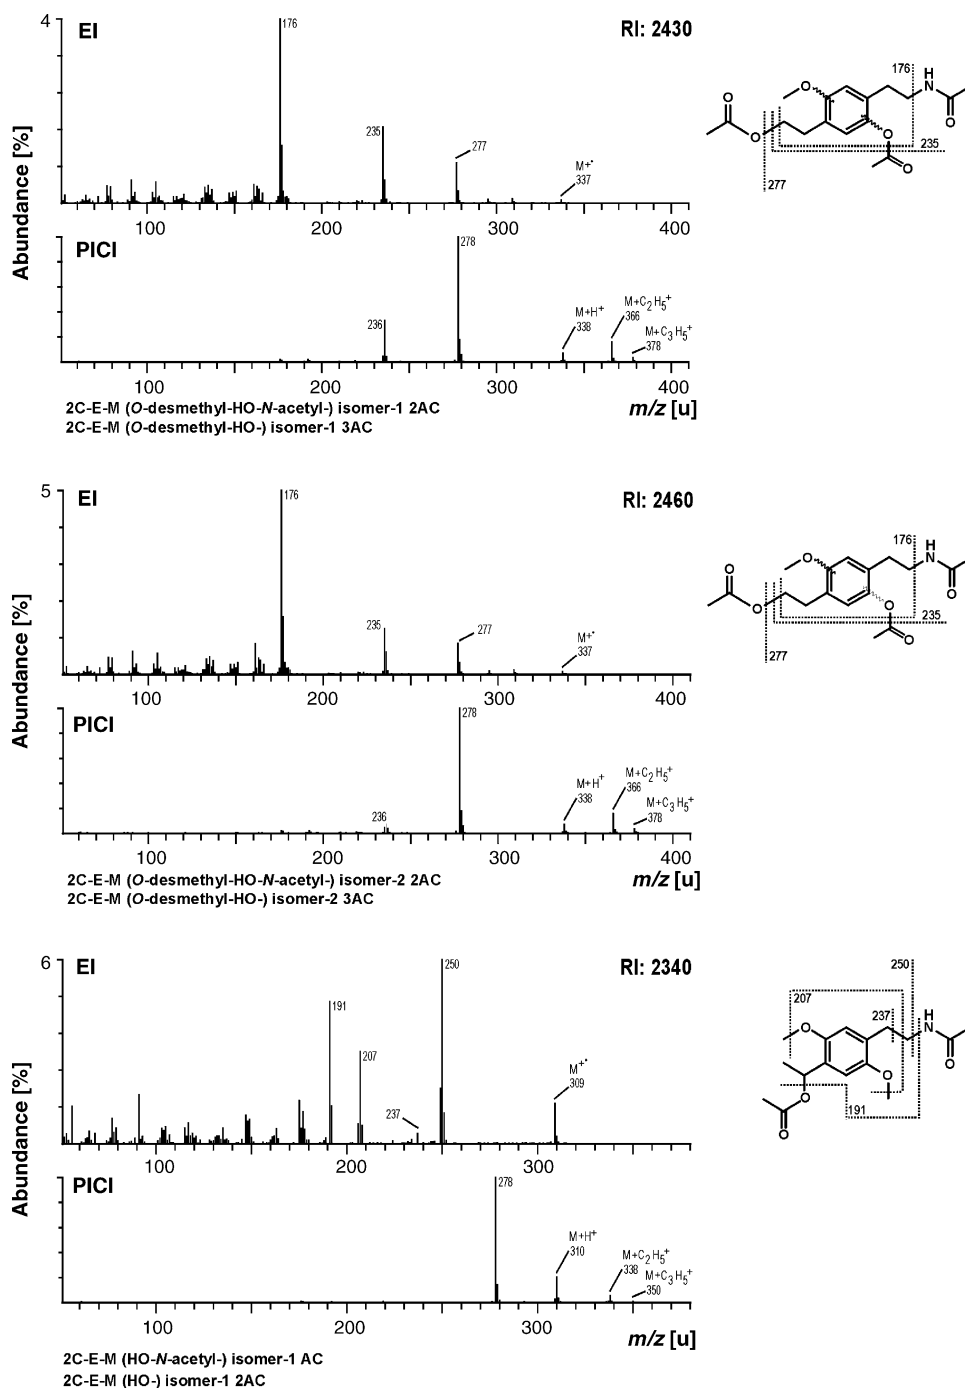 4
EI
RI: 2430
176
235
277
M+•
337
Abundance [%]
100
200
300
400
PICI
278
236
M+H+
338
M+C2H5+
366
M+C3H5+
378
100
200
300
400
m/z [u]
2C-E-M (O-desmethyl-HO-N-acetyl-) isomer-1 2AC
2C-E-M (O-desmethyl-HO-) isomer-1 3AC
176
H
N
O
O
O
O
O
235
277
5
EI
RI: 2460
176
235
277
M+•
337
Abundance [%]
100
200
300
400
PICI
278
236
M+H+
338
M+C2H5+
366
M+C3H5+
378
100
200
300
400
m/z [u]
2C-E-M (O-desmethyl-HO-N-acetyl-) isomer-2 2AC
2C-E-M (O-desmethyl-HO-) isomer-2 3AC
176
H
N
O
O
O
O
O
O
235
277
6
EI
RI: 2340
250
191
207
237
M+•
309
Abundance [%]
100
200
300
PICI
278
M+H+
310
M+C2H5+
338
M+C3H5+
350
100
200
300
m/z [u]
2C-E-M (HO-N-acetyl-) isomer-1 AC
2C-E-M (HO-) isomer-1 2AC
250
207
237
H
N
O
O
O
O
O
191